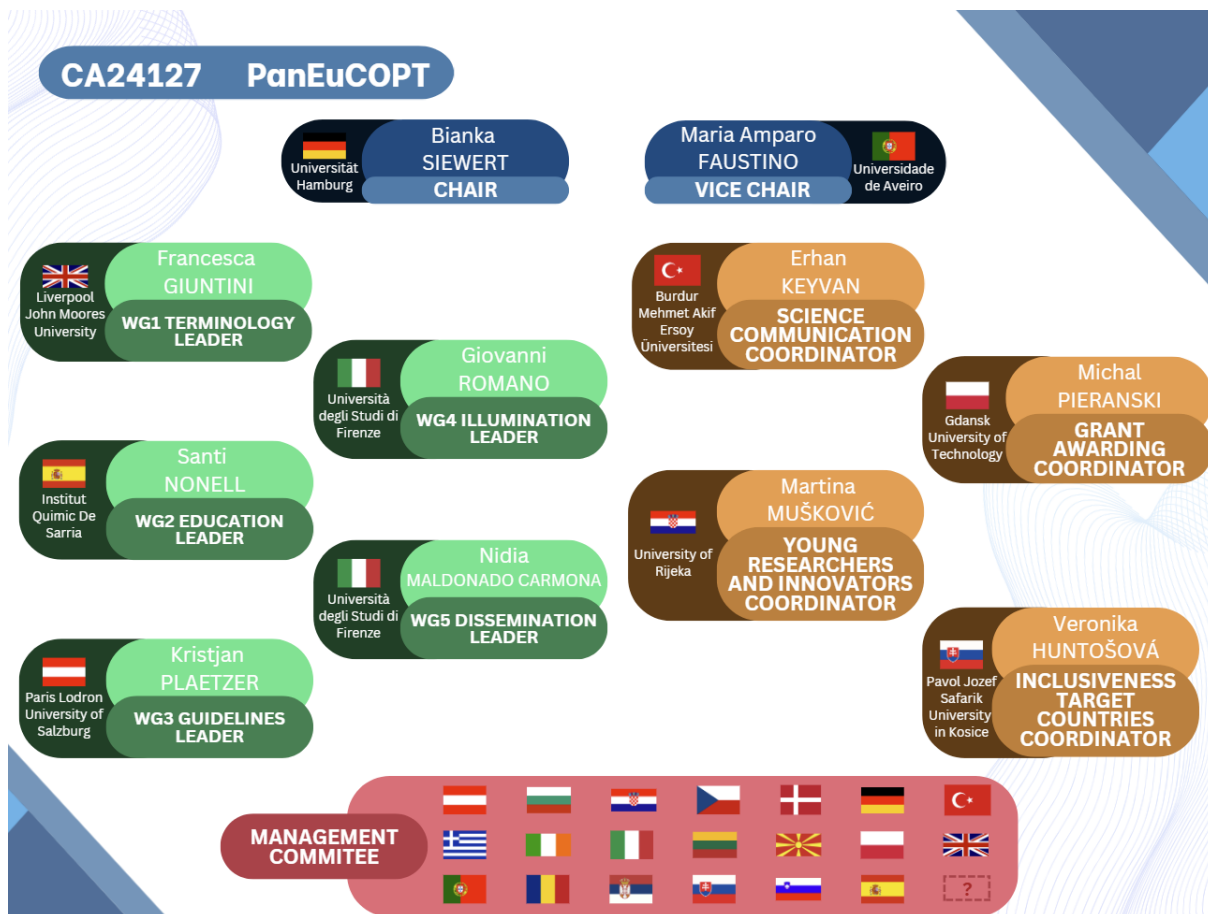 CA24127 PanEuCOPT
Universität
Hamburg
Bianka
SIEWERT
CHAIR
Maria Amparo
FAUSTINO
VICE CHAIR
Universidade
de Aveiro
Liverpool
John Moores
University
Francesca
GIUNTINI
WG1 TERMINOLOGY
LEADER
Università
degli Studi di
Firenze
Giovanni
ROMANO
WG4 ILLUMINATION
LEADER
Institut
Quimic De
Sarria
Santi
NONELL
WG2 EDUCATION
LEADER
Università
degli Studi di
Firenze
Nidia
MALDONADO CARMONA
WG5 DISSEMINATION
LEADER
Paris Lodron
University of
Salzburg
Kristjan
PLAETZER
WG3 GUIDELINES
LEADER
Burdur
Mehmet Akif
Ersoy
Üniversitesi
Erhan
KEYVAN
SCIENCE
COMMUNICATION
COORDINATOR
Gdansk
University of
Technology
Michal
PIERANSKI
GRANT
AWARDING
COORDINATOR
University of
Rijeka
Martina
MUŠKOVIĆ
YOUNG
RESEARCHERS
AND INNOVATORS
COORDINATOR
Pavol Jozef
Safarik
University
in Kosice
Veronika
HUNTOŠOVÁ
INCLUSIVENESS
TARGET
COUNTRIES
COORDINATOR
MANAGEMENT
COMMITEE
?